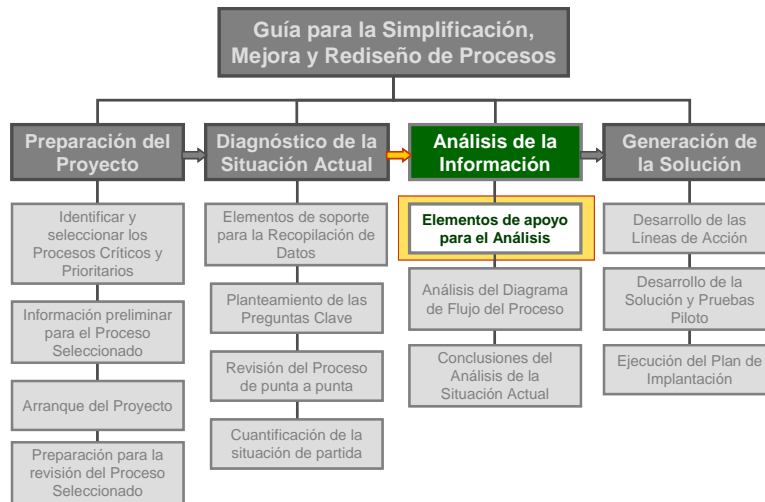 Guía para la Simplificación,
Mejora y Rediseño de Procesos
Preparación del
Proyecto
Identificar y
seleccionar los
Procesos Críticos y
Prioritarios
Información preliminar
para el Proceso
Seleccionado
Arranque del Proyecto
Preparación para la
revisión del Proceso
Seleccionado
Diagnóstico de la
Situación Actual
Elementos de soporte
para la Recopilación de
Datos
Planteamiento de las
Preguntas Clave
Revisión del Proceso
de punta a punta
Cuantificación de la
situación de partida
Análisis de la
Información
Elementos de apoyo
para el Análisis
Análisis del Diagrama
de Flujo del Proceso
Conclusiones del
Análisis de la
Situación Actual
Generación de
la Solución
Desarrollo de las
Líneas de Acción
Desarrollo de la
Solución y Pruebas
Piloto
Ejecución del Plan de
Implantación